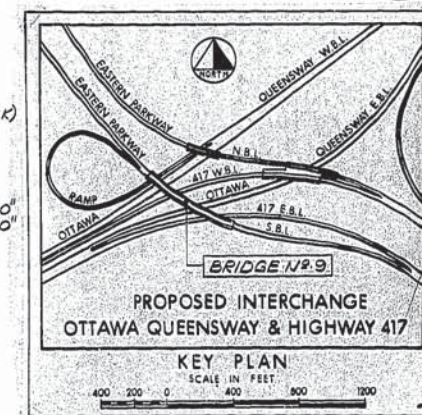 NORTH
QUEENSWAY W.B.L.
QUEENSWAY E.B.L.
EASTERN PARKWAY
EASTERN PARKWAY
N.B.L.
417 W.B.L.
OTTAWA
RAMP
OTTAWA
417 E.B.L.
S.B.L.
BRIDGE Nº 9
PROPOSED INTERCHANGE
OTTAWA QUEENSWAY & HIGHWAY 417
KEY PLAN
SCALE IN FEET
400 200 0 400 800 1200